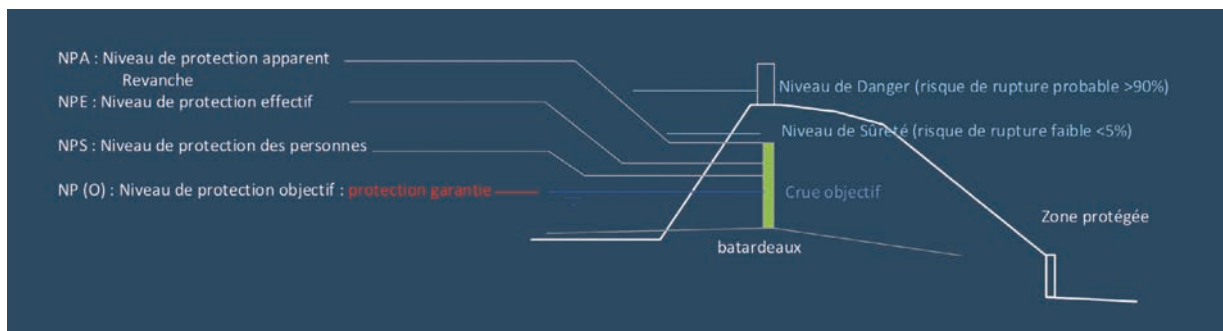 NPA : Niveau de protection apparent
Revanche
NPE : Niveau de protection effectif
NPS : Niveau de protection des personnes
NP (O) : Niveau de protection objectif : protection garantie
Niveau de Danger (risque de rupture probable >90%)
Niveau de Sûreté (risque de rupture faible <5%)
Crue objectif
Zone protégée
batardeaux